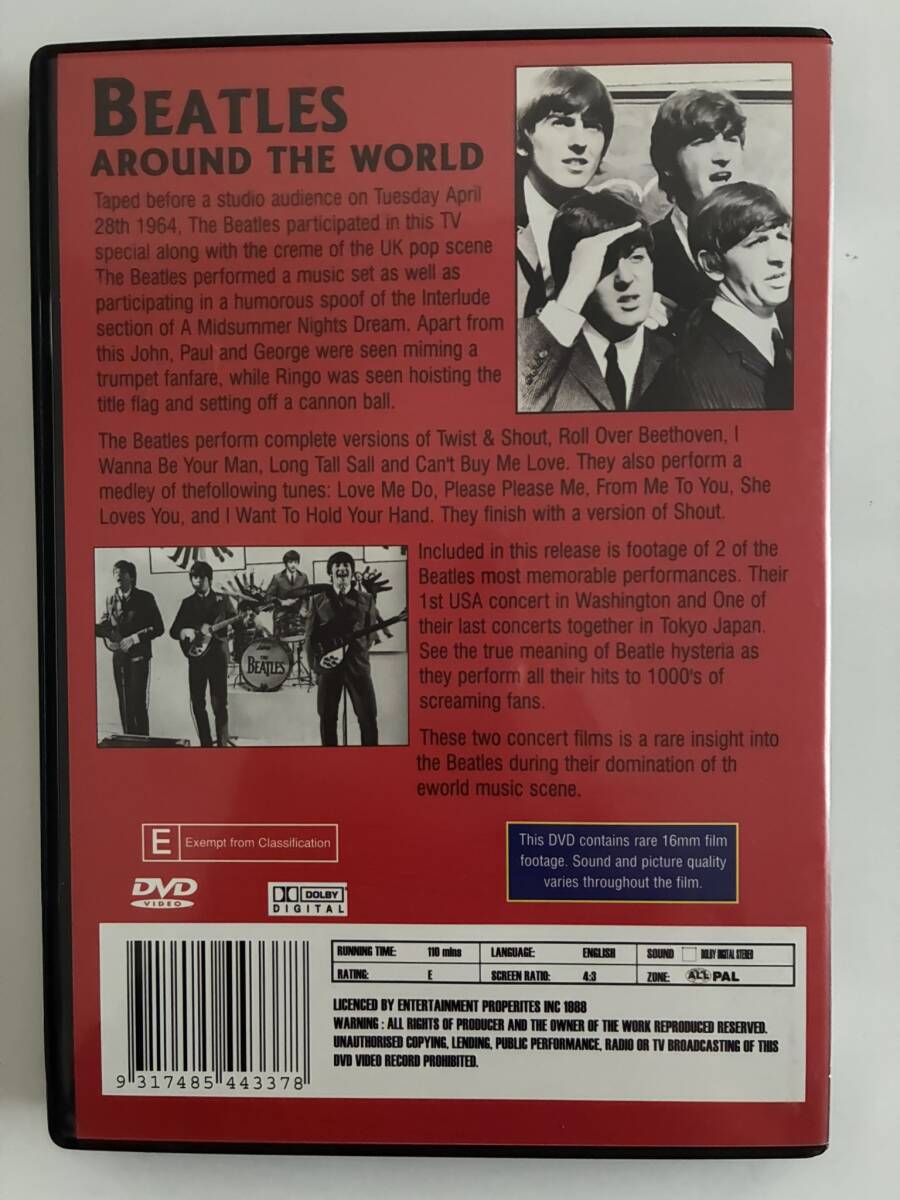 BEATLES
AROUND THE WORLD
Taped before a studio audience on Tuesday April
28th 1964, The Beatles participated in this TV
special along with the creme of the UK pop scene
The Beatles performed a music set as well as
participating in a humorous spoof of the Interlude
section of A Midsummer Nights Dream. Apart from
this John, Paul and George were seen miming a
trumpet fanfare, while Ringo was seen hoisting the
title flag and setting off a cannon ball.
The Beatles perform complete versions of Twist & Shout, Roll Over Beethoven, I
Wanna Be Your Man, Long Tall Sall and Can't Buy Me Love. They also perform a
medley of thefollowing tunes: Love Me Do, Please Please Me, From Me To You, She
Loves You, and I Want To Hold Your Hand. They finish with a version of Shout.
THE
BEATLES
Included in this release is footage of 2 of the
Beatles most memorable performances. Their
1st USA concert in Washington and One of
their last concerts together in Tokyo Japan.
See the true meaning of Beatle hysteria as
they perform all their hits to 1000's of
screaming fans.
These two concert films is a rare insight into
the Beatles during their domination of th
eworld music scene.
E Exempt from Classification
DVD
VIDEO
DOLBY
DIGITAL
This DVD contains rare 16mm film
footage. Sound and picture quality
varies throughout the film.
RUNNING TIME: 110 mins LANGUAGE: ENGLISH SOUND DOLBY DIGITAL STEREO
RATING: E SCREEN RATIO: 4:3 ZONE: ALL PAL
LICENCED BY ENTERTAINMENT PROPERITES INC 1888
WARNING : ALL RIGHTS OF PRODUCER AND THE OWNER OF THE WORK REPRODUCED RESERVED.
UNAUTHORISED COPYING, LENDING, PUBLIC PERFORMANCE, RADIO OR TV BROADCASTING OF THIS
DVD VIDEO RECORD PROHIBITED.
9 317485 443378